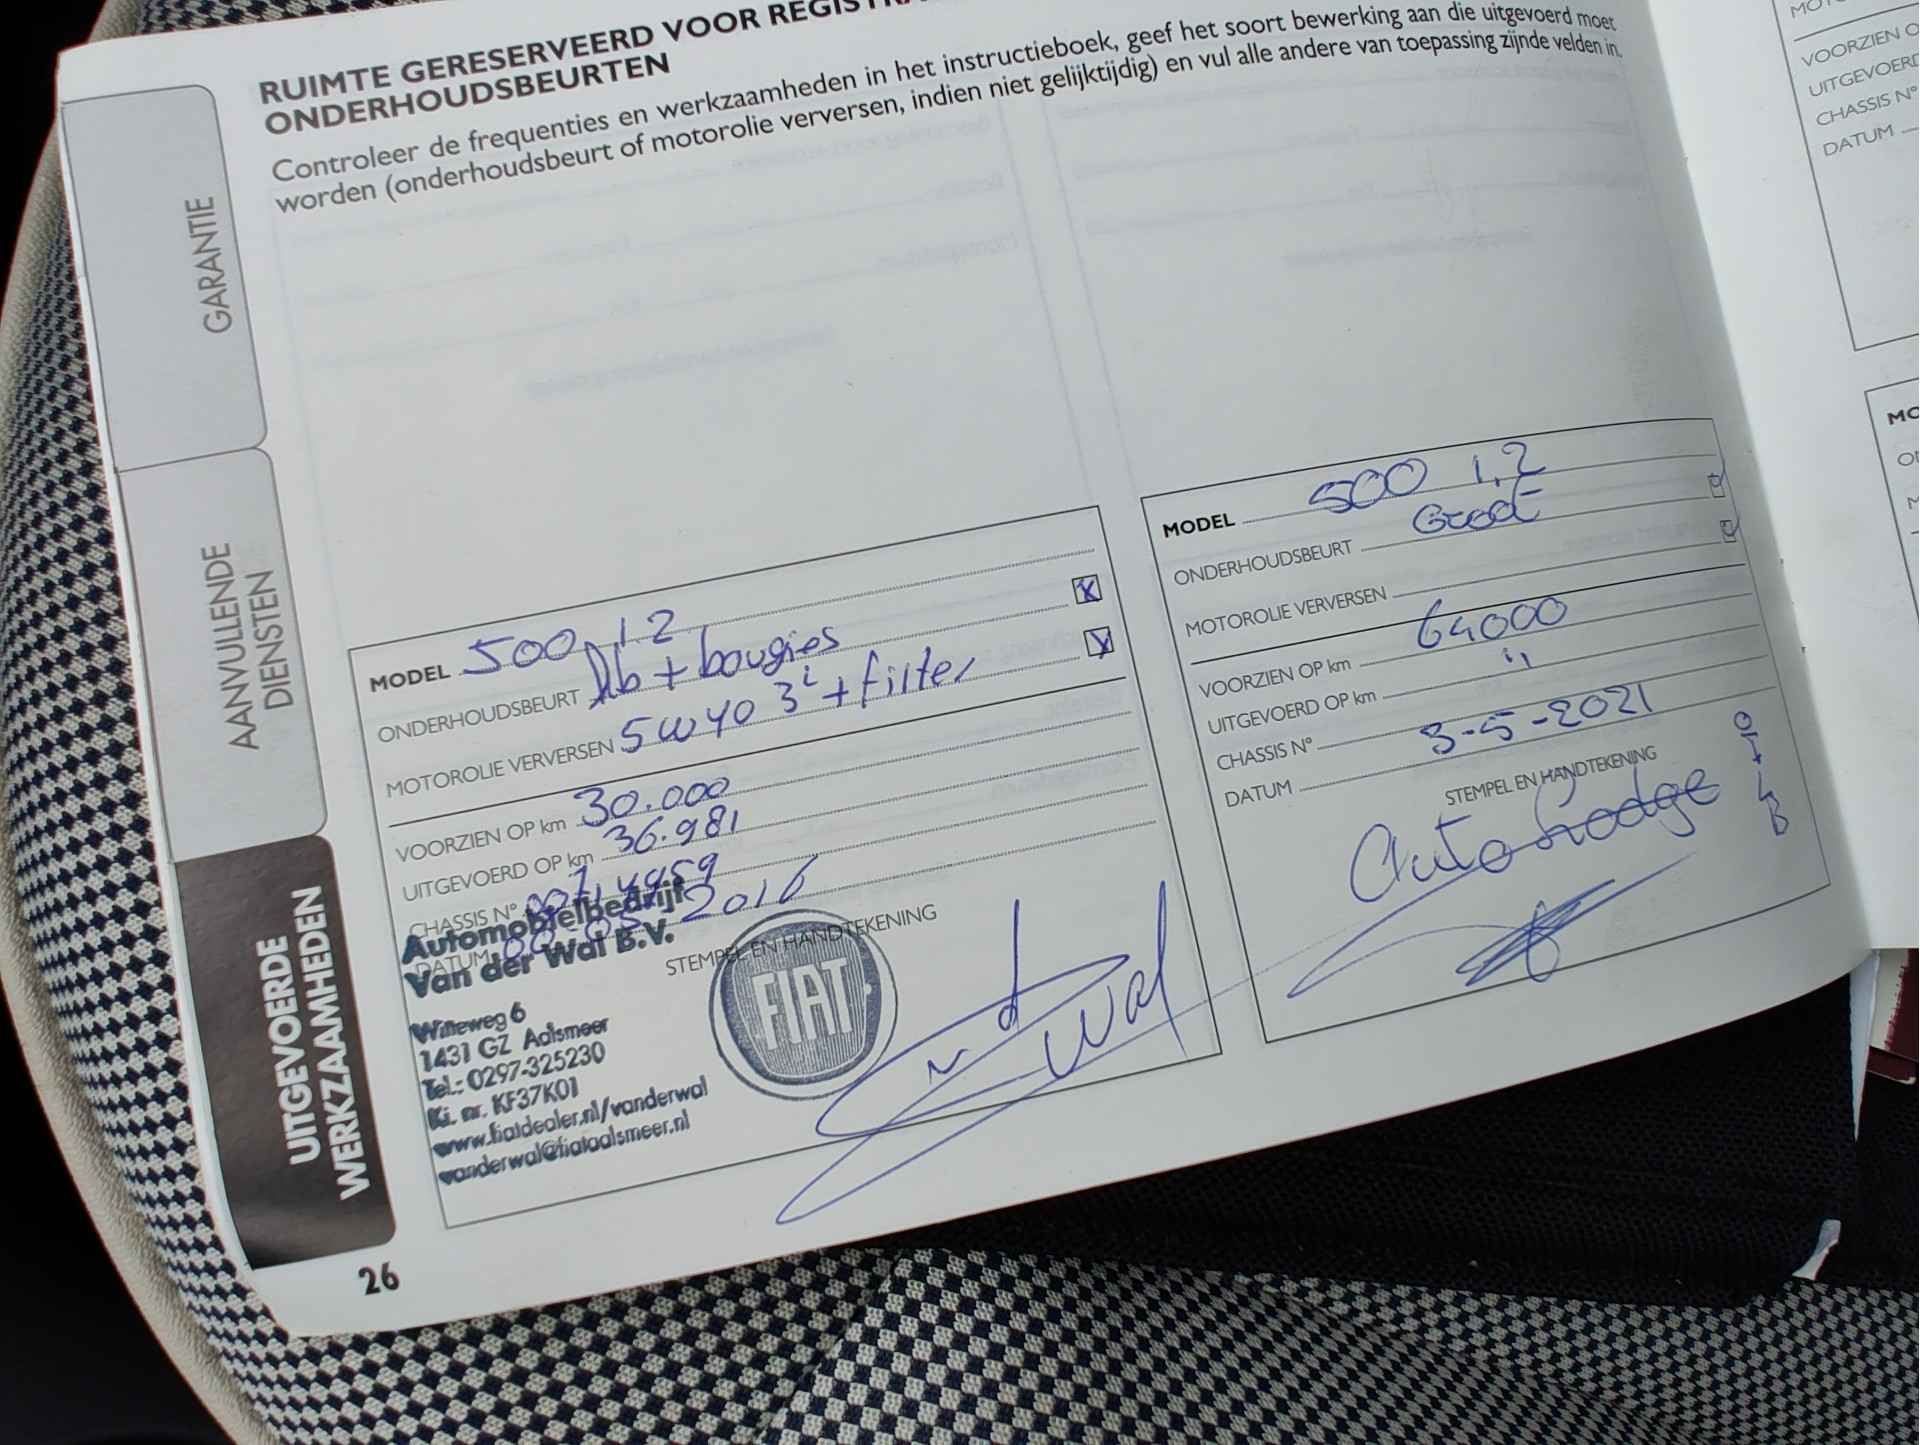 RUIMTE GERESERVEERD VOOR
ONDERHOUDSBEURTEN
Controleer de frequenties en werkzaamheden in het instructieboek, geef het soort bewerking aan die uitgevoerd moet
worden (onderhoudsbeurt of motorolie verversen, indien niet gelijktijdig) en vul alle andere van toepassing zijnde velden in.
GARANTIE
AANVULLENDE
DIENSTEN
UITGEVOERDE
WERKZAAMHEDEN
MODEL 500 1.2
ONDERHOUDSBEURT + bougies X
MOTOROLIE VERVERSEN 5W40 3L + filter X
VOORZIEN OP km 30.000
UITGEVOERD OP km 36.981
CHASSIS N°
DATUM 2016
STEMPEL EN HANDTEKENING
Automobielbedrijf
Van der Wal B.V.
Witteweg 6
1431 GZ Aalsmeer
Tel.: 0297-325230
Ki. nr. KF37K01
www.fiatdealer.nl/vanderwal
vanderwal@fiataalsmeer.nl
FIAT
vd Wal
MODEL 500 1,2
ONDERHOUDSBEURT Groot
MOTOROLIE VERVERSEN
VOORZIEN OP km 64000
UITGEVOERD OP km "
CHASSIS N°
DATUM 3-5-2021
STEMPEL EN HANDTEKENING
26
VOORZIEN O
UITGEVOERD
CHASSIS N°
DATUM